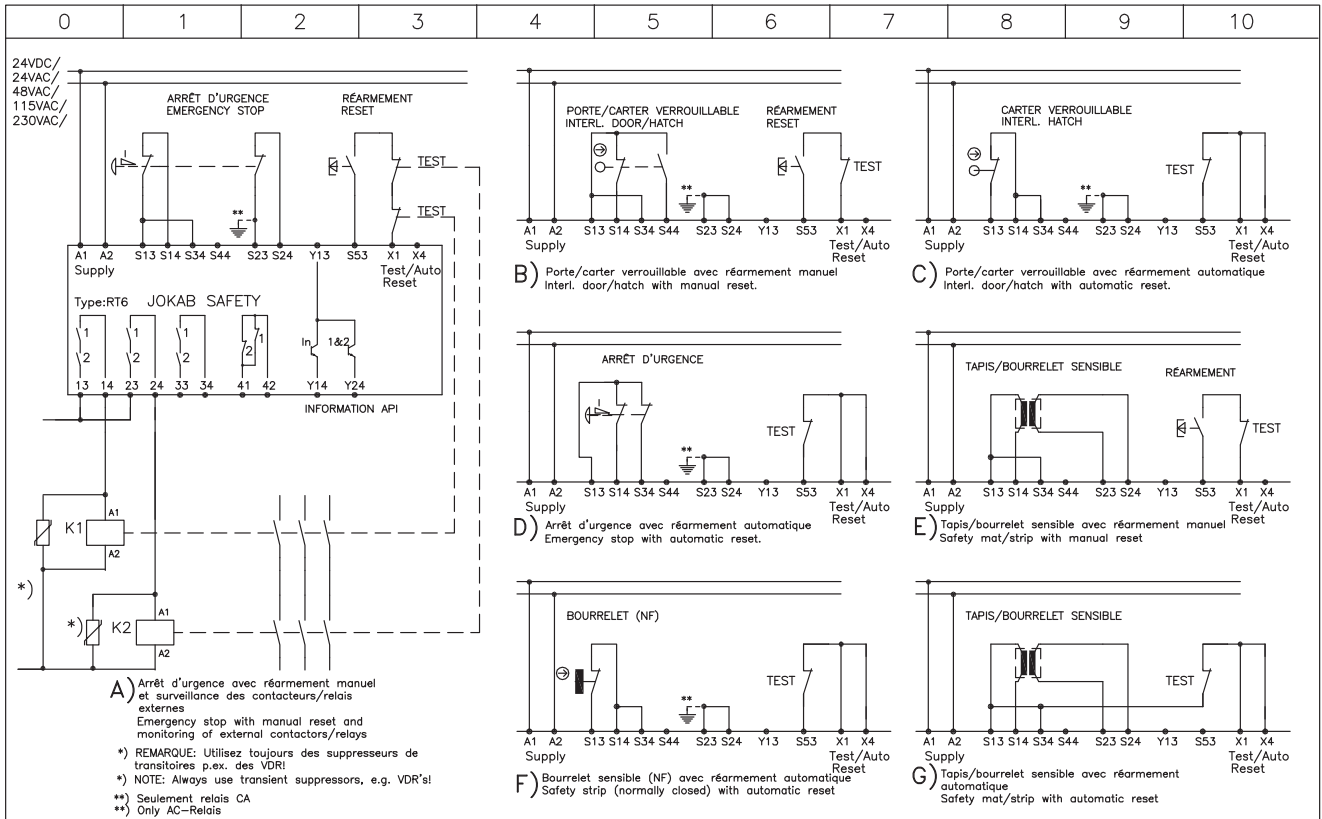 0 1 2 3 4 5 6 7 8 9 10
24VDC/
24VAC/
48VAC/
115VAC/
230VAC/
ARRÊT D'URGENCE
EMERGENCY STOP
RÉARMEMENT
RESET
TEST
TEST
**
A1 A2 S13 S14 S34 S44 S23 S24 Y13 S53 X1 X4
Supply
Test/Auto
Reset
Type:RT6 JOKAB SAFETY
1 1 1 1
2 2 2 2
In 1&2
13 14 23 24 33 34 41 42 Y14 Y24
INFORMATION API
A1
K1
A2
*)
A1
*) K2
A2
A) Arrêt d'urgence avec réarmement manuel
et surveillance des contacteurs/relais
externes
Emergency stop with manual reset and
monitoring of external contactors/relays
*) REMARQUE: Utilisez toujours des suppresseurs de
transitoires p.ex. des VDR!
*) NOTE: Always use transient suppressors, e.g. VDR's!
**) Seulement relais CA
**) Only AC-Relais
PORTE/CARTER VERROUILLABLE
INTERL. DOOR/HATCH
RÉARMEMENT
RESET
TEST
**
A1 A2 S13 S14 S34 S44 S23 S24 Y13 S53 X1 X4
Supply
Test/Auto
Reset
B) Porte/carter verrouillable avec réarmement manuel
Interl. door/hatch with manual reset.
CARTER VERROUILLABLE
INTERL. HATCH
TEST
**
A1 A2 S13 S14 S34 S44 S23 S24 Y13 S53 X1 X4
Supply
Test/Auto
Reset
C) Porte/carter verrouillable avec réarmement automatique
Interl. door/hatch with automatic reset.
ARRÊT D'URGENCE
TEST
**
A1 A2 S13 S14 S34 S44 S23 S24 Y13 S53 X1 X4
Supply
Test/Auto
Reset
D) Arrêt d'urgence avec réarmement automatique
Emergency stop with automatic reset.
TAPIS/BOURRELET SENSIBLE
RÉARMEMENT
TEST
A1 A2 S13 S14 S34 S44 S23 S24 Y13 S53 X1 X4
Supply
Test/Auto
Reset
E) Tapis/bourrelet sensible avec réarmement manuel
Safety mat/strip with manual reset
BOURRELET (NF)
TEST
**
A1 A2 S13 S14 S34 S44 S23 S24 Y13 S53 X1 X4
Supply
Test/Auto
Reset
F) Bourrelet sensible (NF) avec réarmement automatique
Safety strip (normally closed) with automatic reset
TAPIS/BOURRELET SENSIBLE
TEST
A1 A2 S13 S14 S34 S44 S23 S24 Y13 S53 X1 X4
Supply
Test/Auto
Reset
G) Tapis/bourrelet sensible avec réarmement
automatique
Safety mat/strip with automatic reset